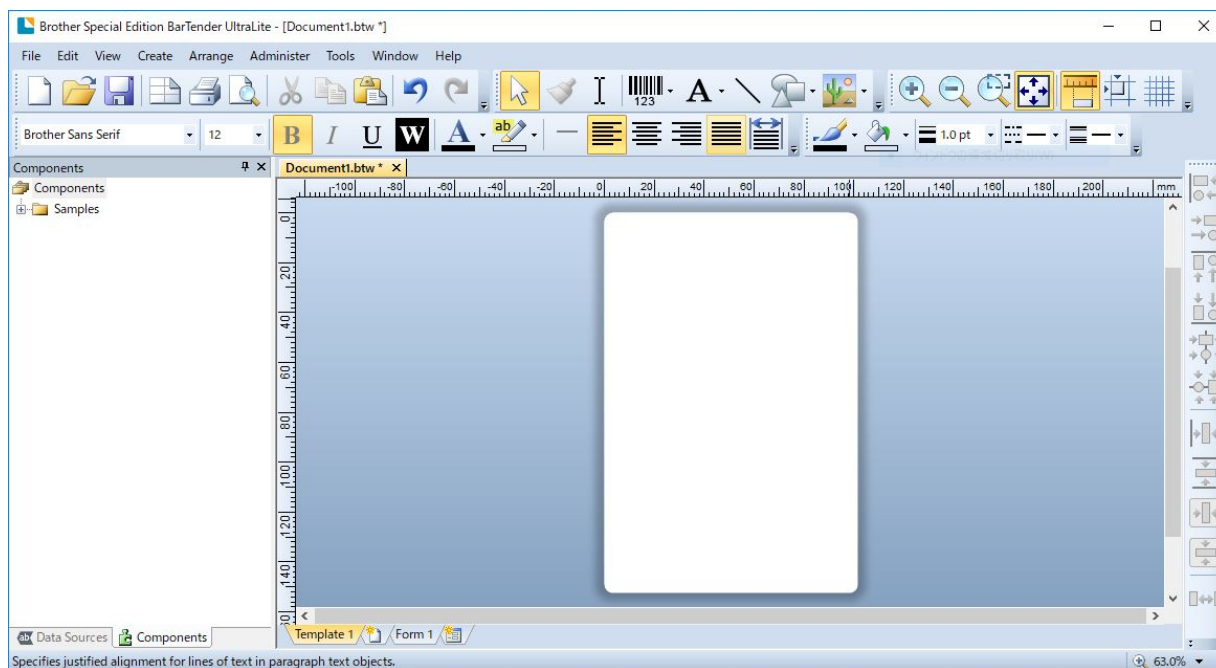 Brother Special Edition BarTender UltraLite - [Document1.btw *]
File Edit View Create Arrange Administer Tools Window Help
123 A
Brother Sans Serif 12 B I U W A ab 1.0 pt
Components
Document1.btw *
Components
Samples
-100 -80 -60 -40 -20 0 20 40 60 80 100 120 140 160 180 200 mm
0
20
40
60
80
100
120
140
Data Sources Components
Template 1 Form 1
Specifies justified alignment for lines of text in paragraph text objects. 63.0%